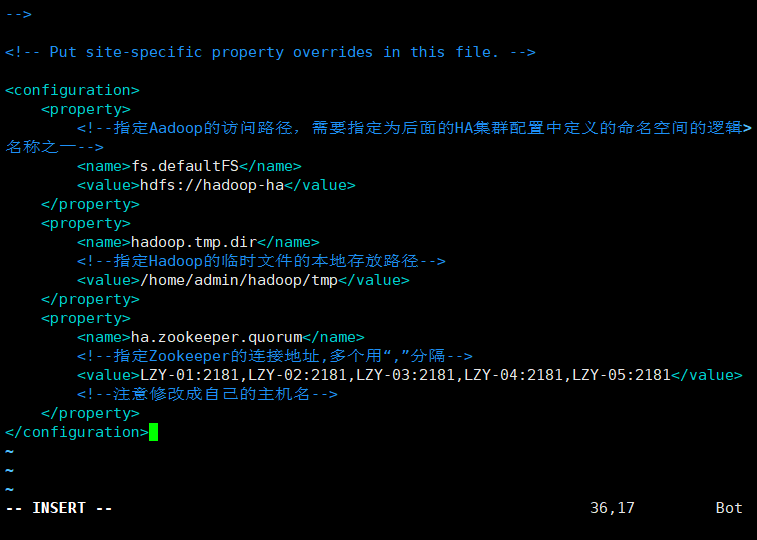 -->
<!-- Put site-specific property overrides in this file. -->
<configuration>
    <property>
        <!--指定Aadoop的访问路径，需要指定为后面的HA集群配置中定义的命名空间的逻辑>
名称之一-->
        <name>fs.defaultFS</name>
        <value>hdfs://hadoop-ha</value>
    </property>
    <property>
        <name>hadoop.tmp.dir</name>
        <!--指定Hadoop的临时文件的本地存放路径-->
        <value>/home/admin/hadoop/tmp</value>
    </property>
    <property>
        <name>ha.zookeeper.quorum</name>
        <!--指定Zookeeper的连接地址,多个用“,”分隔-->
        <value>LZY-01:2181,LZY-02:2181,LZY-03:2181,LZY-04:2181,LZY-05:2181</value>
        <!--注意修改成自己的主机名-->
    </property>
</configuration>
~
~
~
-- INSERT -- 36,17 Bot